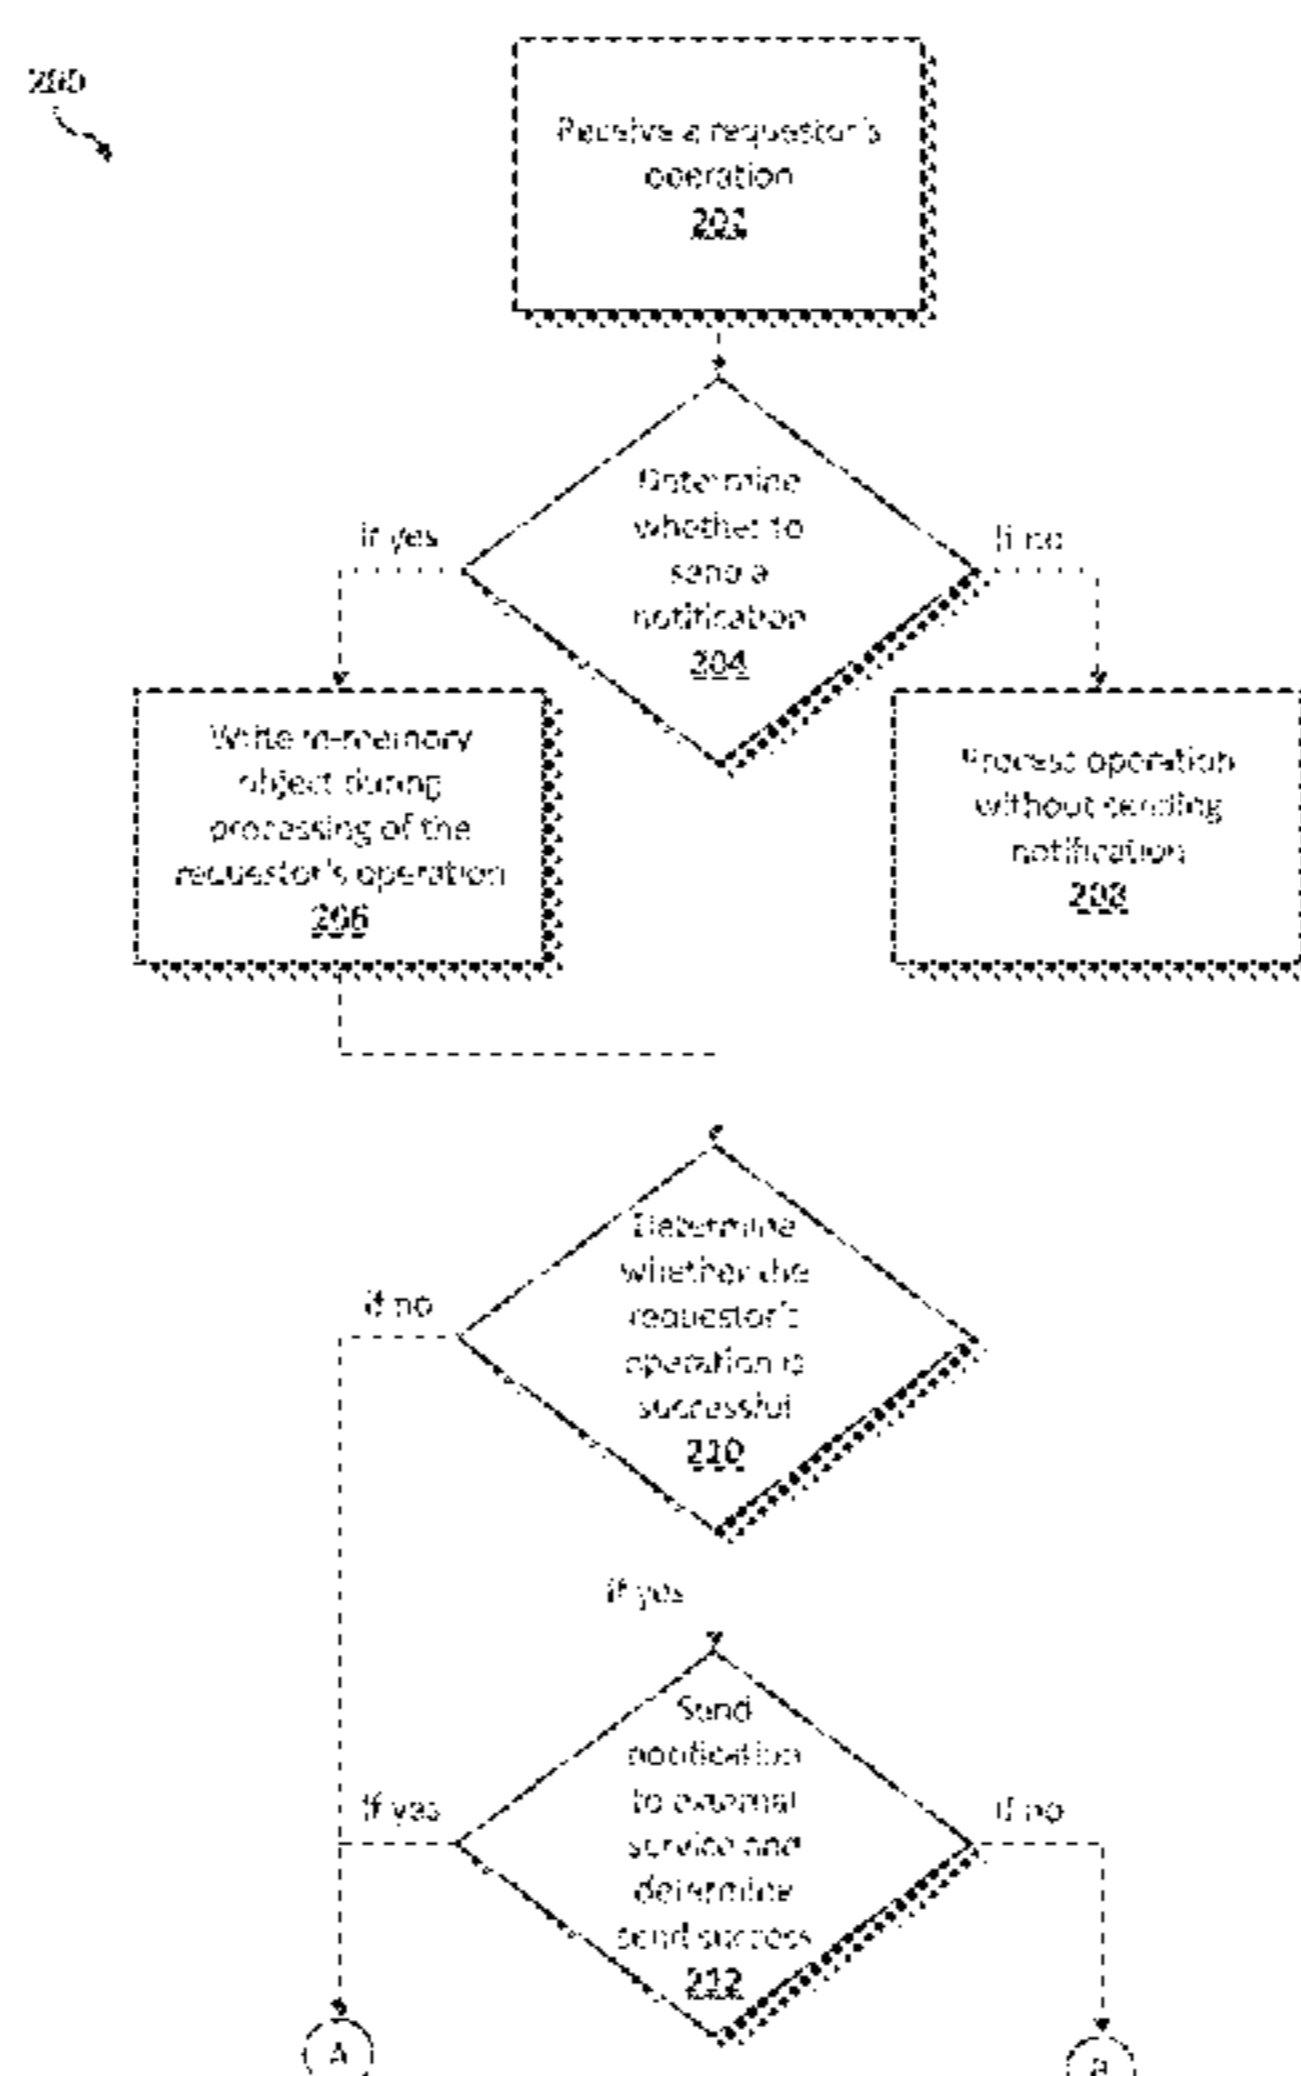 200
Receive a requestor's
operation
202
Determine
whether to
send a
notification
204
if yes
If no
Write in-memory
object during
processing of the
requestor's operation
206
Process operation
without sending
notification
208
Determine
whether the
requestor's
operation is
successful
210
if no
If yes
Send
notification
to external
service and
determine
send success
212
If yes
If no
A